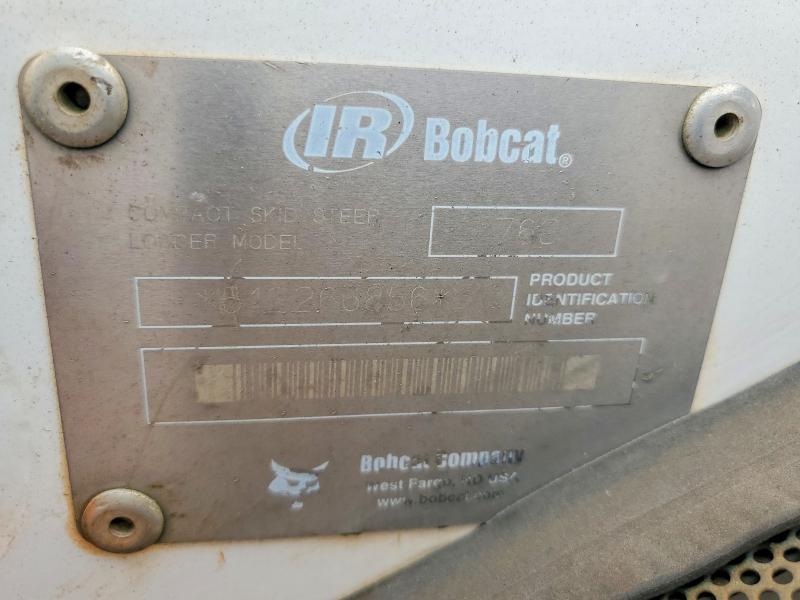 IR Bobcat®
COMPACT SKID STEER
LOADER MODEL
PRODUCT
IDENTIFICATION
NUMBER
Bobcat Company
West Fargo, ND USA
www.bobcat.com